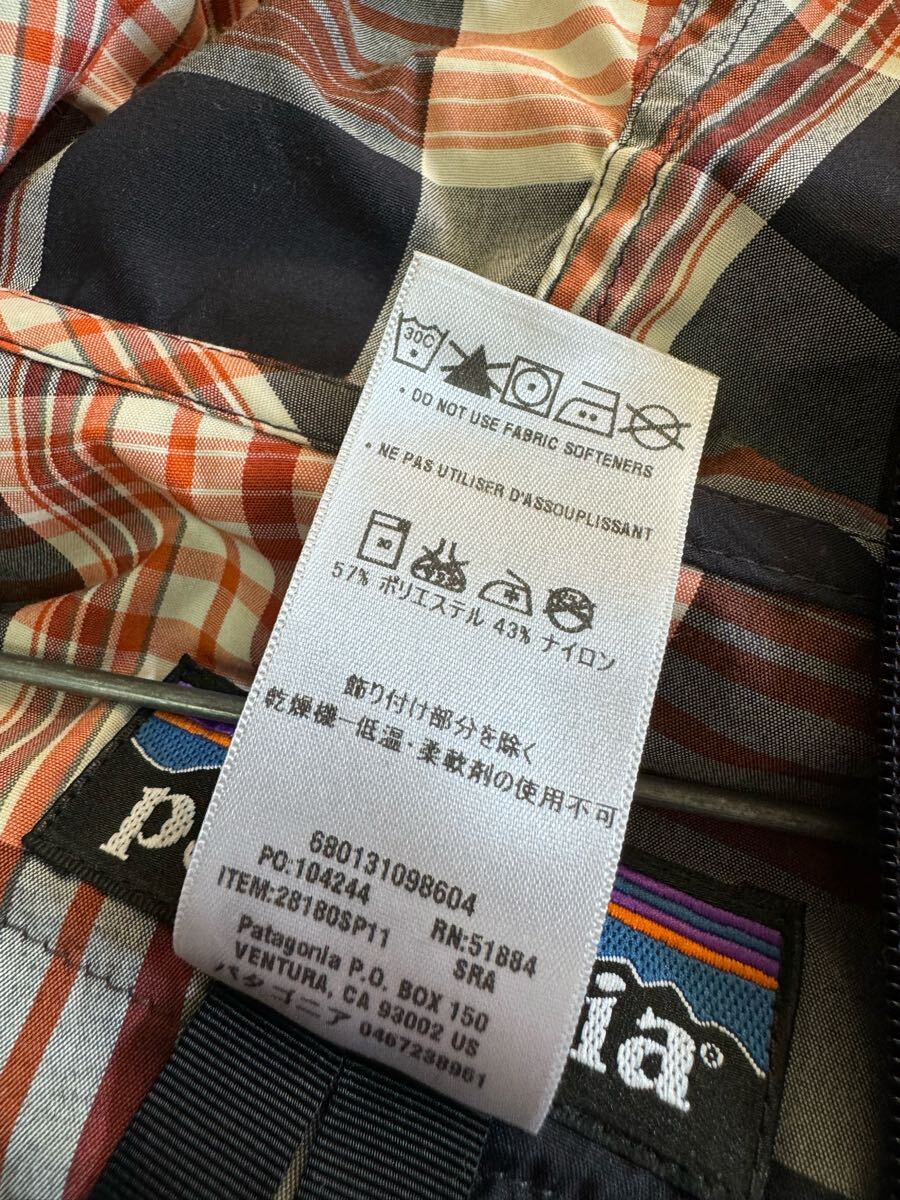 30C
• DO NOT USE FABRIC SOFTENERS
• NE PAS UTILISER D'ASSOUPLISSANT
57% ポリエステル 43% ナイロン
飾り付け部分を除く
乾燥機—低温・柔軟剤の使用不可
680131098604
PO:104244 RN:51884
ITEM:28180SP11 SRA
Patagonia P.O. BOX 150
VENTURA, CA 93002 US
パタゴニア 0467238961
pa
ia®